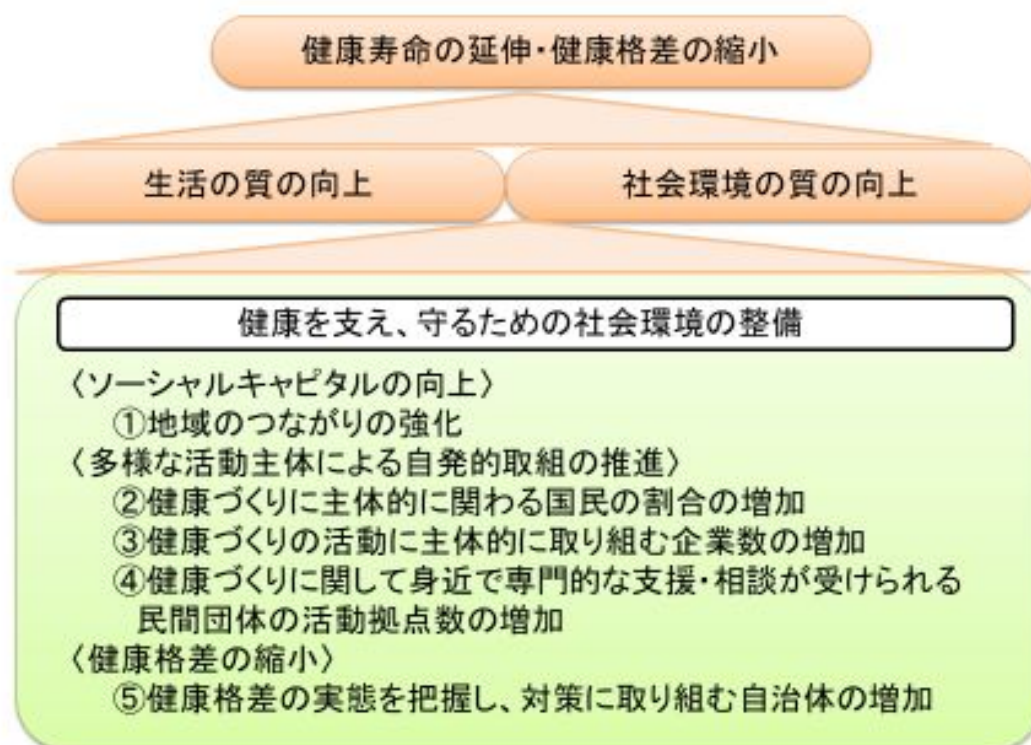 健康寿命の延伸・健康格差の縮小
生活の質の向上
社会環境の質の向上
健康を支え、守るための社会環境の整備
〈ソーシャルキャピタルの向上〉
①地域のつながりの強化
〈多様な活動主体による自発的取組の推進〉
②健康づくりに主体的に関わる国民の割合の増加
③健康づくりの活動に主体的に取り組む企業数の増加
④健康づくりに関して身近で専門的な支援・相談が受けられる
民間団体の活動拠点数の増加
〈健康格差の縮小〉
⑤健康格差の実態を把握し、対策に取り組む自治体の増加